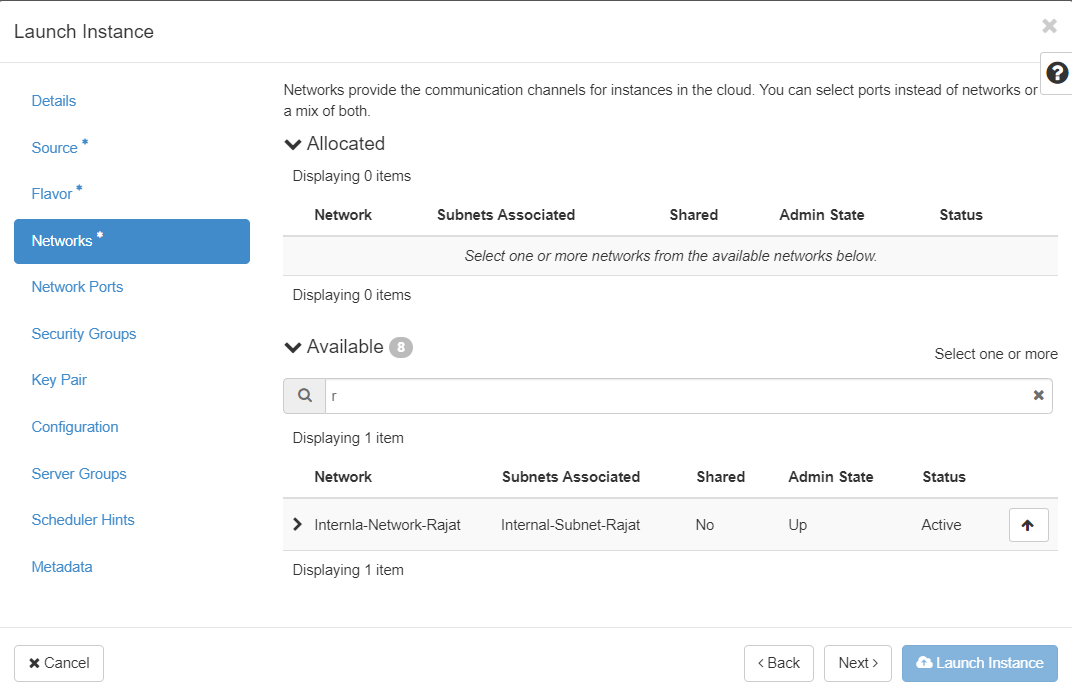 Launch Instance
Details
Source *
Flavor *
Networks *
Network Ports
Security Groups
Key Pair
Configuration
Server Groups
Scheduler Hints
Metadata
Networks provide the communication channels for instances in the cloud. You can select ports instead of networks or
a mix of both.
Allocated
Displaying 0 items
Network Subnets Associated Shared Admin State Status
Select one or more networks from the available networks below.
Displaying 0 items
Available 8
Select one or more
r
Displaying 1 item
Network Subnets Associated Shared Admin State Status
Internla-Network-Rajat Internal-Subnet-Rajat No Up Active
Displaying 1 item
Cancel
Back Next Launch Instance